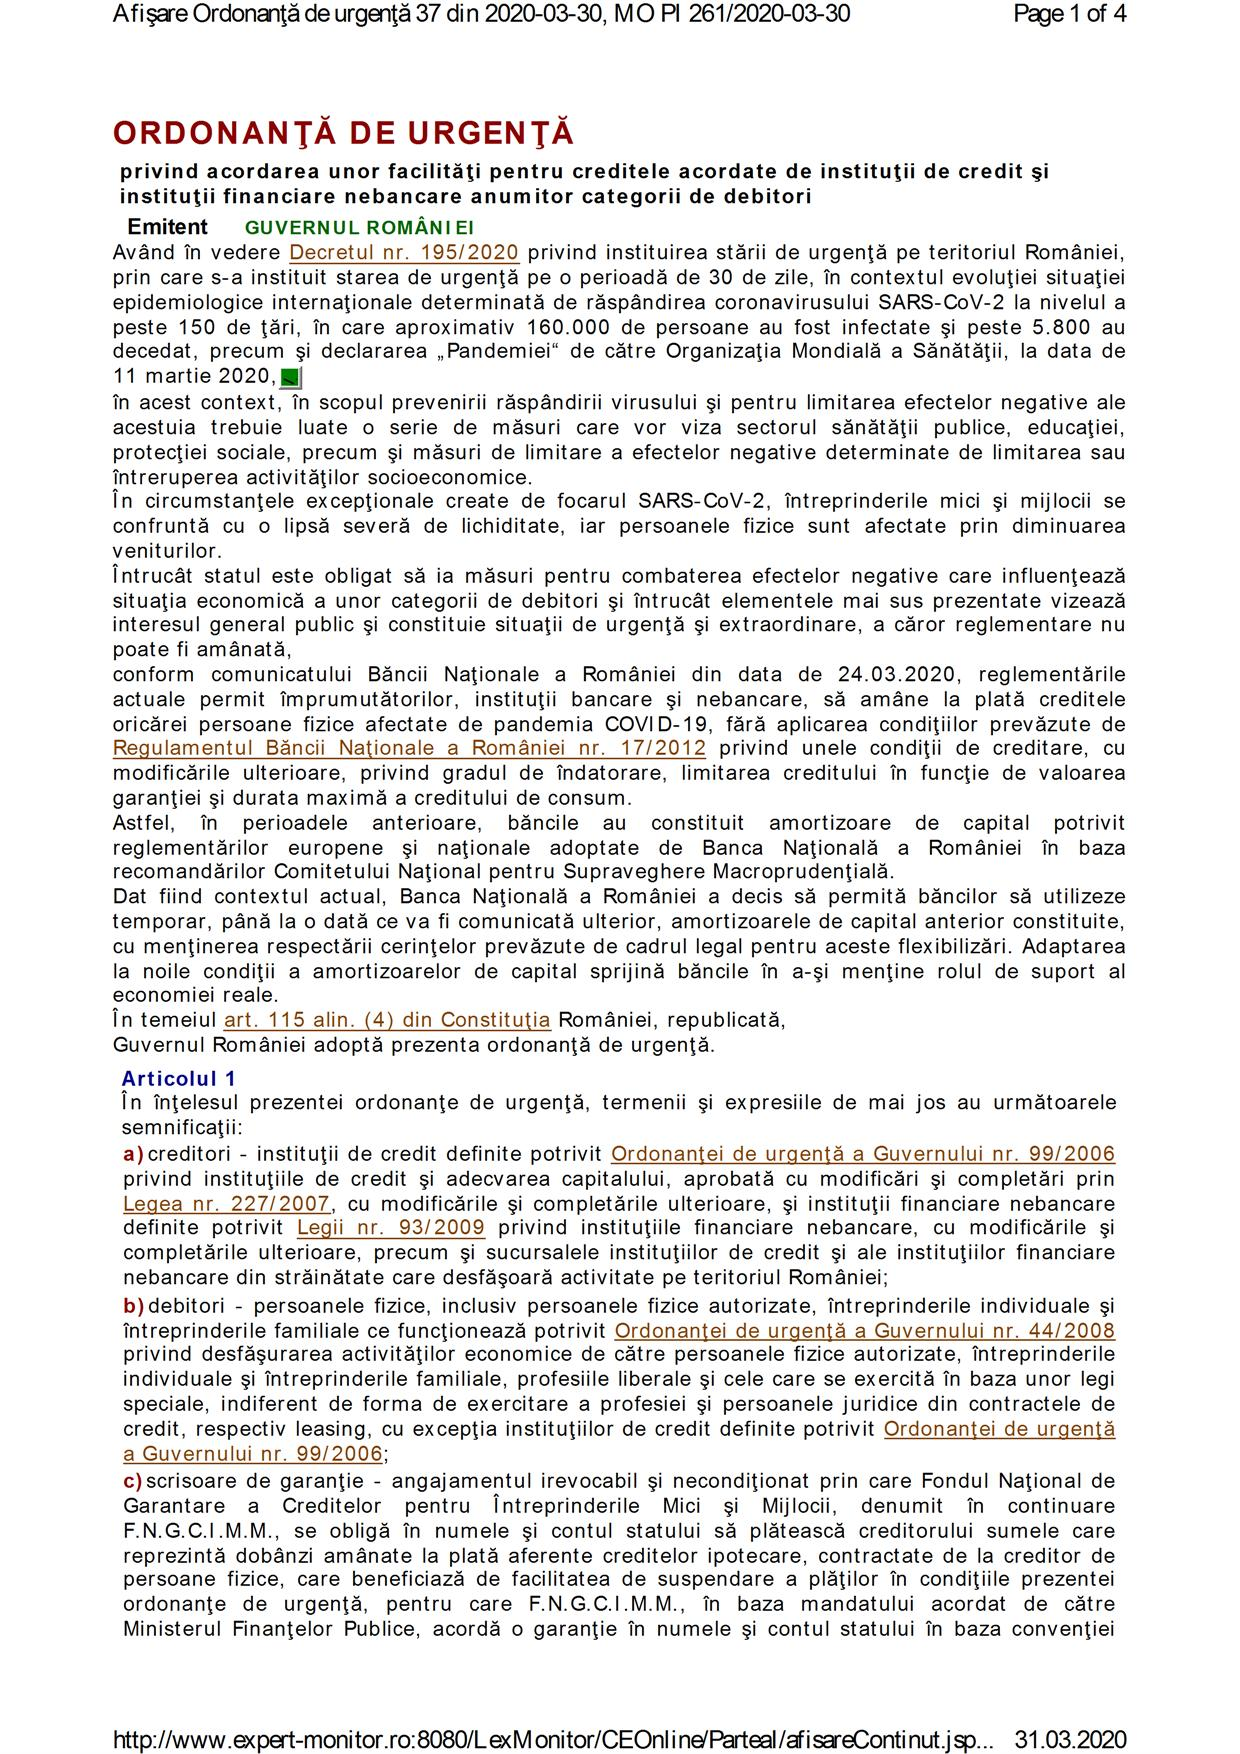 Afişare Ordonanţă de urgenţă 37 din 2020-03-30, MO PI 261/2020-03-30 Page 1 of 4
ORDONANŢĂ DE URGENŢĂ
privind acordarea unor facilităţi pentru creditele acordate de instituţii de credit şi
instituţii financiare nebancare anumitor categorii de debitori
Emitent GUVERNUL ROMÂNIEI
Având în vedere Decretul nr. 195/2020 privind instituirea stării de urgenţă pe teritoriul României,
prin care s-a instituit starea de urgenţă pe o perioadă de 30 de zile, în contextul evoluţiei situaţiei
epidemiologice internaţionale determinată de răspândirea coronavirusului SARS-CoV-2 la nivelul a
peste 150 de ţări, în care aproximativ 160.000 de persoane au fost infectate şi peste 5.800 au
decedat, precum şi declararea „Pandemiei“ de către Organizaţia Mondială a Sănătăţii, la data de
11 martie 2020,
în acest context, în scopul prevenirii răspândirii virusului şi pentru limitarea efectelor negative ale
acestuia trebuie luate o serie de măsuri care vor viza sectorul sănătăţii publice, educaţiei,
protecţiei sociale, precum şi măsuri de limitare a efectelor negative determinate de limitarea sau
întreruperea activităţilor socioeconomice.
În circumstanţele excepţionale create de focarul SARS-CoV-2, întreprinderile mici şi mijlocii se
confruntă cu o lipsă severă de lichiditate, iar persoanele fizice sunt afectate prin diminuarea
veniturilor.
Întrucât statul este obligat să ia măsuri pentru combaterea efectelor negative care influenţează
situaţia economică a unor categorii de debitori şi întrucât elementele mai sus prezentate vizează
interesul general public şi constituie situaţii de urgenţă şi extraordinare, a căror reglementare nu
poate fi amânată,
conform comunicatului Băncii Naţionale a României din data de 24.03.2020, reglementările
actuale permit împrumutătorilor, instituţii bancare şi nebancare, să amâne la plată creditele
oricărei persoane fizice afectate de pandemia COVID-19, fără aplicarea condiţiilor prevăzute de
Regulamentul Băncii Naţionale a României nr. 17/2012 privind unele condiţii de creditare, cu
modificările ulterioare, privind gradul de îndatorare, limitarea creditului în funcţie de valoarea
garanţiei şi durata maximă a creditului de consum.
Astfel, în perioadele anterioare, băncile au constituit amortizoare de capital potrivit
reglementărilor europene şi naţionale adoptate de Banca Naţională a României în baza
recomandărilor Comitetului Naţional pentru Supraveghere Macroprudenţială.
Dat fiind contextul actual, Banca Naţională a României a decis să permită băncilor să utilizeze
temporar, până la o dată ce va fi comunicată ulterior, amortizoarele de capital anterior constituite,
cu menţinerea respectării cerinţelor prevăzute de cadrul legal pentru aceste flexibilizări. Adaptarea
la noile condiţii a amortizoarelor de capital sprijină băncile în a-şi menţine rolul de suport al
economiei reale.
În temeiul art. 115 alin. (4) din Constituţia României, republicată,
Guvernul României adoptă prezenta ordonanţă de urgenţă.
Articolul 1
În înţelesul prezentei ordonanţe de urgenţă, termenii şi expresiile de mai jos au următoarele
semnificaţii:
a) creditori - instituţii de credit definite potrivit Ordonanţei de urgenţă a Guvernului nr. 99/2006
privind instituţiile de credit şi adecvarea capitalului, aprobată cu modificări şi completări prin
Legea nr. 227/2007, cu modificările şi completările ulterioare, şi instituţii financiare nebancare
definite potrivit Legii nr. 93/2009 privind instituţiile financiare nebancare, cu modificările şi
completările ulterioare, precum şi sucursalele instituţiilor de credit şi ale instituţiilor financiare
nebancare din străinătate care desfăşoară activitate pe teritoriul României;
b) debitori - persoanele fizice, inclusiv persoanele fizice autorizate, întreprinderile individuale şi
întreprinderile familiale ce funcţionează potrivit Ordonanţei de urgenţă a Guvernului nr. 44/2008
privind desfăşurarea activităţilor economice de către persoanele fizice autorizate, întreprinderile
individuale şi întreprinderile familiale, profesiile liberale şi cele care se exercită în baza unor legi
speciale, indiferent de forma de exercitare a profesiei şi persoanele juridice din contractele de
credit, respectiv leasing, cu excepţia instituţiilor de credit definite potrivit Ordonanţei de urgenţă
a Guvernului nr. 99/2006;
c) scrisoare de garanţie - angajamentul irevocabil şi necondiţionat prin care Fondul Naţional de
Garantare a Creditelor pentru Întreprinderile Mici şi Mijlocii, denumit în continuare
F.N.G.C.I.M.M., se obligă în numele şi contul statului să plătească creditorului sumele care
reprezintă dobânzi amânate la plată aferente creditelor ipotecare, contractate de la creditor de
persoane fizice, care beneficiază de facilitatea de suspendare a plăţilor în condiţiile prezentei
ordonanţe de urgenţă, pentru care F.N.G.C.I.M.M., în baza mandatului acordat de către
Ministerul Finanţelor Publice, acordă o garanţie în numele şi contul statului în baza convenţiei
http://www.expert-monitor.ro:8080/LexMonitor/CEOnline/ParteaI/afisareContinut.jsp... 31.03.2020